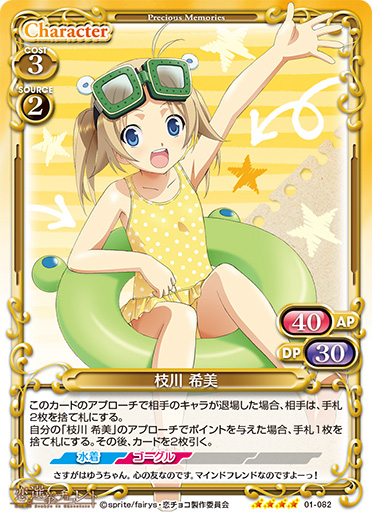 Precious Memories
Character
COST
3
SOURCE
2
40 AP
DP 30
枝川 希美
このカードのアプローチで相手のキャラが退場した場合、相手は、手札
2枚を捨て札にする。
自分の「枝川 希美」のアプローチでポイントを与えた場合、手札1枚を
捨て札にする。その後、カードを2枚引く。
水着 ゴーグル
さすがはゆうちゃん、心の友なのです。マインドフレンドなのですよーっ!
©sprite/fairys・恋チョコ製作委員会 ★★★★ 01-082